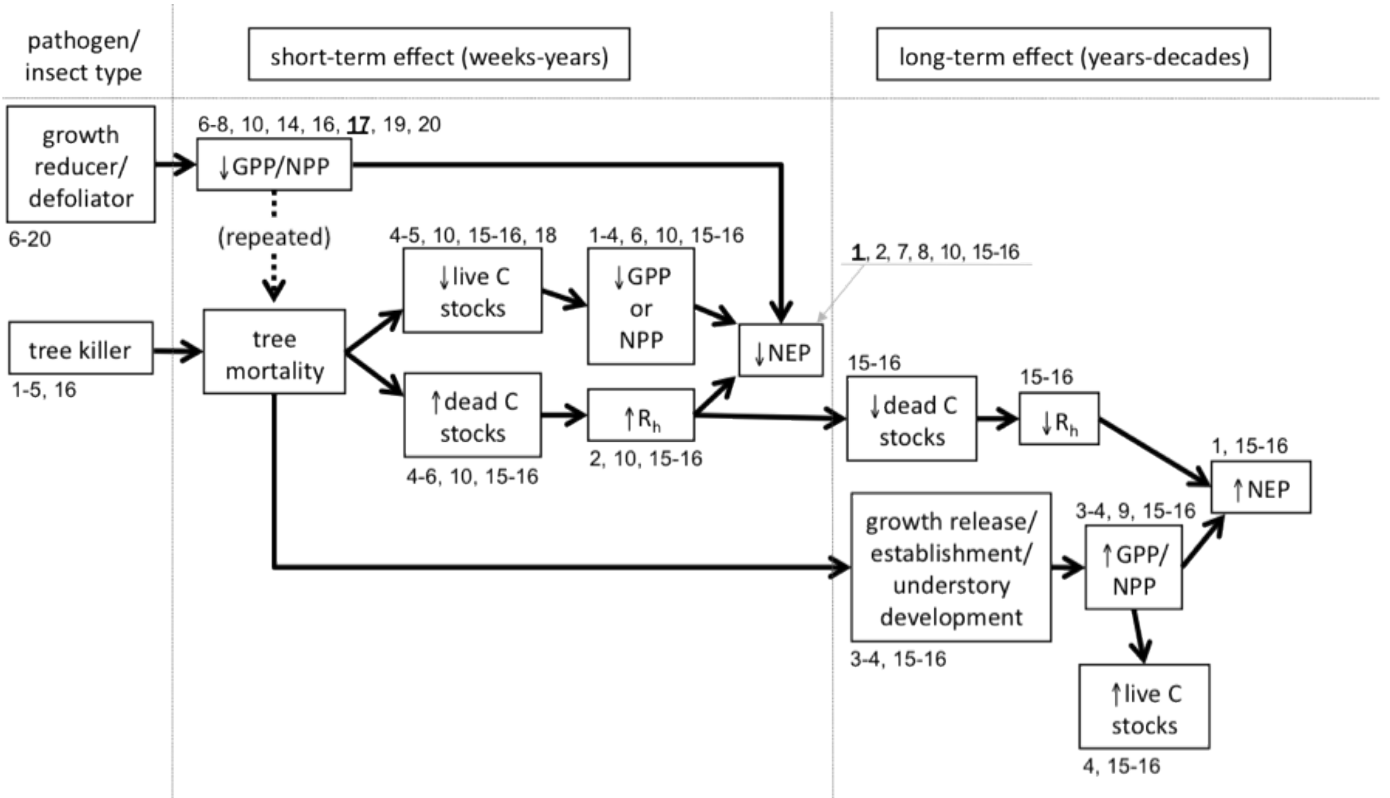 pathogen/
insect type
short-term effect (weeks-years)
long-term effect (years-decades)
growth
reducer/
defoliator
6-20
6-8, 10, 14, 16, 17, 19, 20
↓GPP/NPP
(repeated)
tree killer
1-5, 16
tree
mortality
4-5, 10, 15-16, 18
↓live C
stocks
1-4, 6, 10, 15-16
↓GPP
or
NPP
↑dead C
stocks
4-6, 10, 15-16
↑Rh
2, 10, 15-16
1, 2, 7, 8, 10, 15-16
↓NEP
15-16
↓dead C
stocks
15-16
↓Rh
1, 15-16
↑NEP
growth release/
establishment/
understory
development
3-4, 15-16
3-4, 9, 15-16
↑GPP/
NPP
↑live C
stocks
4, 15-16